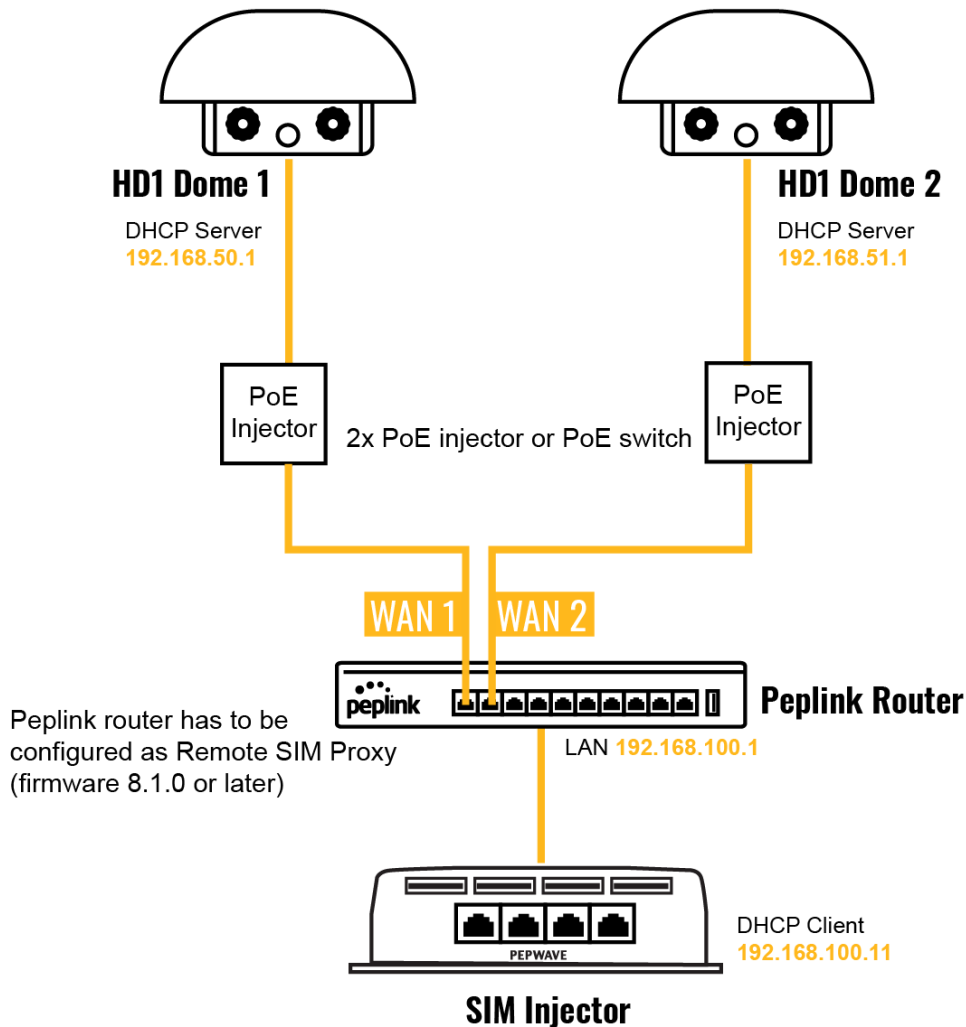 HD1 Dome 1
DHCP Server
192.168.50.1
HD1 Dome 2
DHCP Server
192.168.51.1
PoE
Injector
2x PoE injector or PoE switch
PoE
Injector
WAN 1
WAN 2
peplink
Peplink Router
Peplink router has to be
configured as Remote SIM Proxy
(firmware 8.1.0 or later)
LAN 192.168.100.1
PEPWAVE
DHCP Client
192.168.100.11
SIM Injector